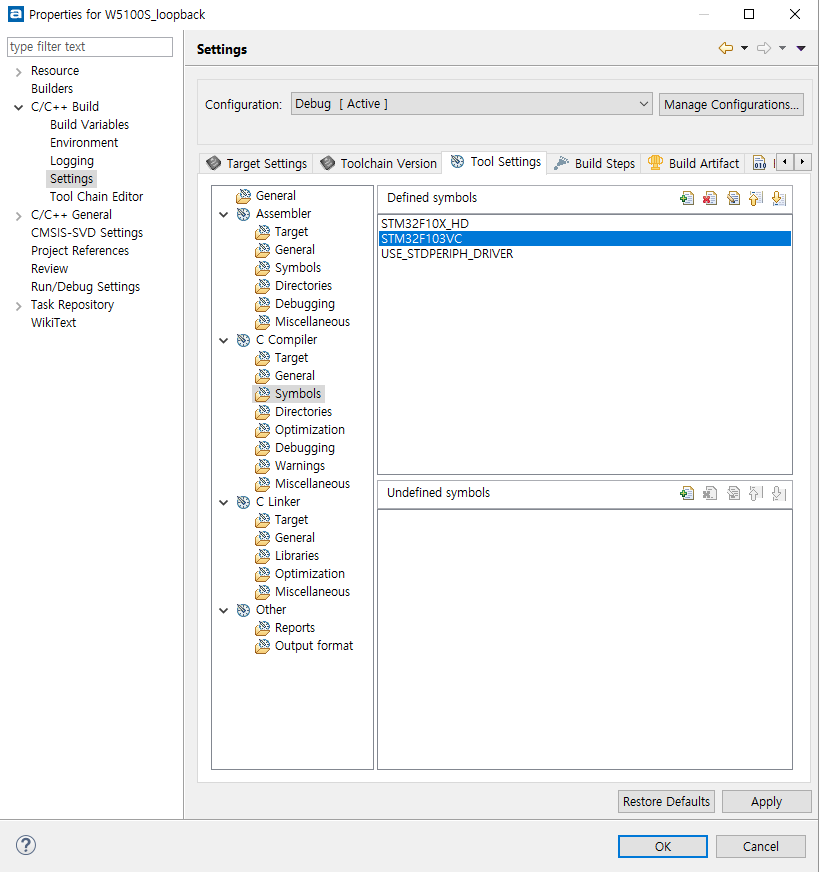 Properties for W5100S_loopback
type filter text
Resource
Builders
C/C++ Build
Build Variables
Environment
Logging
Settings
Tool Chain Editor
C/C++ General
CMSIS-SVD Settings
Project References
Review
Run/Debug Settings
Task Repository
WikiText
Settings
Configuration:
Debug [ Active ]
Manage Configurations...
Target Settings
Toolchain Version
Tool Settings
Build Steps
Build Artifact
General
Assembler
Target
General
Symbols
Directories
Debugging
Miscellaneous
C Compiler
Target
General
Symbols
Directories
Optimization
Debugging
Warnings
Miscellaneous
C Linker
Target
General
Libraries
Optimization
Miscellaneous
Other
Reports
Output format
Defined symbols
STM32F10X_HD
STM32F103VC
USE_STDPERIPH_DRIVER
Undefined symbols
Restore Defaults
Apply
OK
Cancel